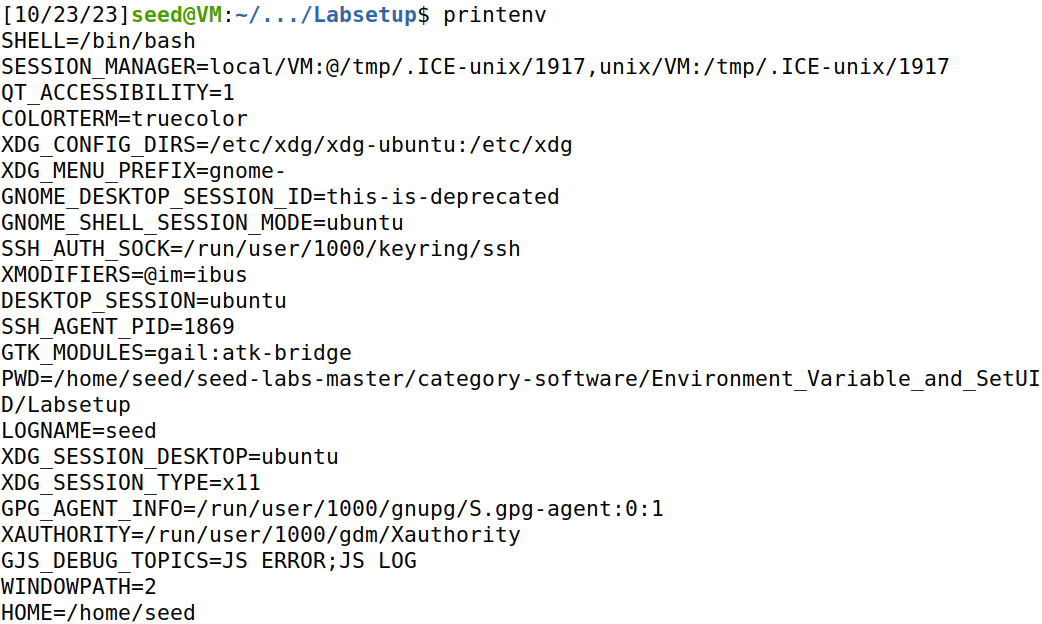 [10/23/23]seed@VM:~/.../Labsetup$ printenv
SHELL=/bin/bash
SESSION_MANAGER=local/VM:@/tmp/.ICE-unix/1917,unix/VM:/tmp/.ICE-unix/1917
QT_ACCESSIBILITY=1
COLORTERM=truecolor
XDG_CONFIG_DIRS=/etc/xdg/xdg-ubuntu:/etc/xdg
XDG_MENU_PREFIX=gnome-
GNOME_DESKTOP_SESSION_ID=this-is-deprecated
GNOME_SHELL_SESSION_MODE=ubuntu
SSH_AUTH_SOCK=/run/user/1000/keyring/ssh
XMODIFIERS=@im=ibus
DESKTOP_SESSION=ubuntu
SSH_AGENT_PID=1869
GTK_MODULES=gail:atk-bridge
PWD=/home/seed/seed-labs-master/category-software/Environment_Variable_and_SetUI
D/Labsetup
LOGNAME=seed
XDG_SESSION_DESKTOP=ubuntu
XDG_SESSION_TYPE=x11
GPG_AGENT_INFO=/run/user/1000/gnupg/S.gpg-agent:0:1
XAUTHORITY=/run/user/1000/gdm/Xauthority
GJS_DEBUG_TOPICS=JS ERROR;JS LOG
WINDOWPATH=2
HOME=/home/seed